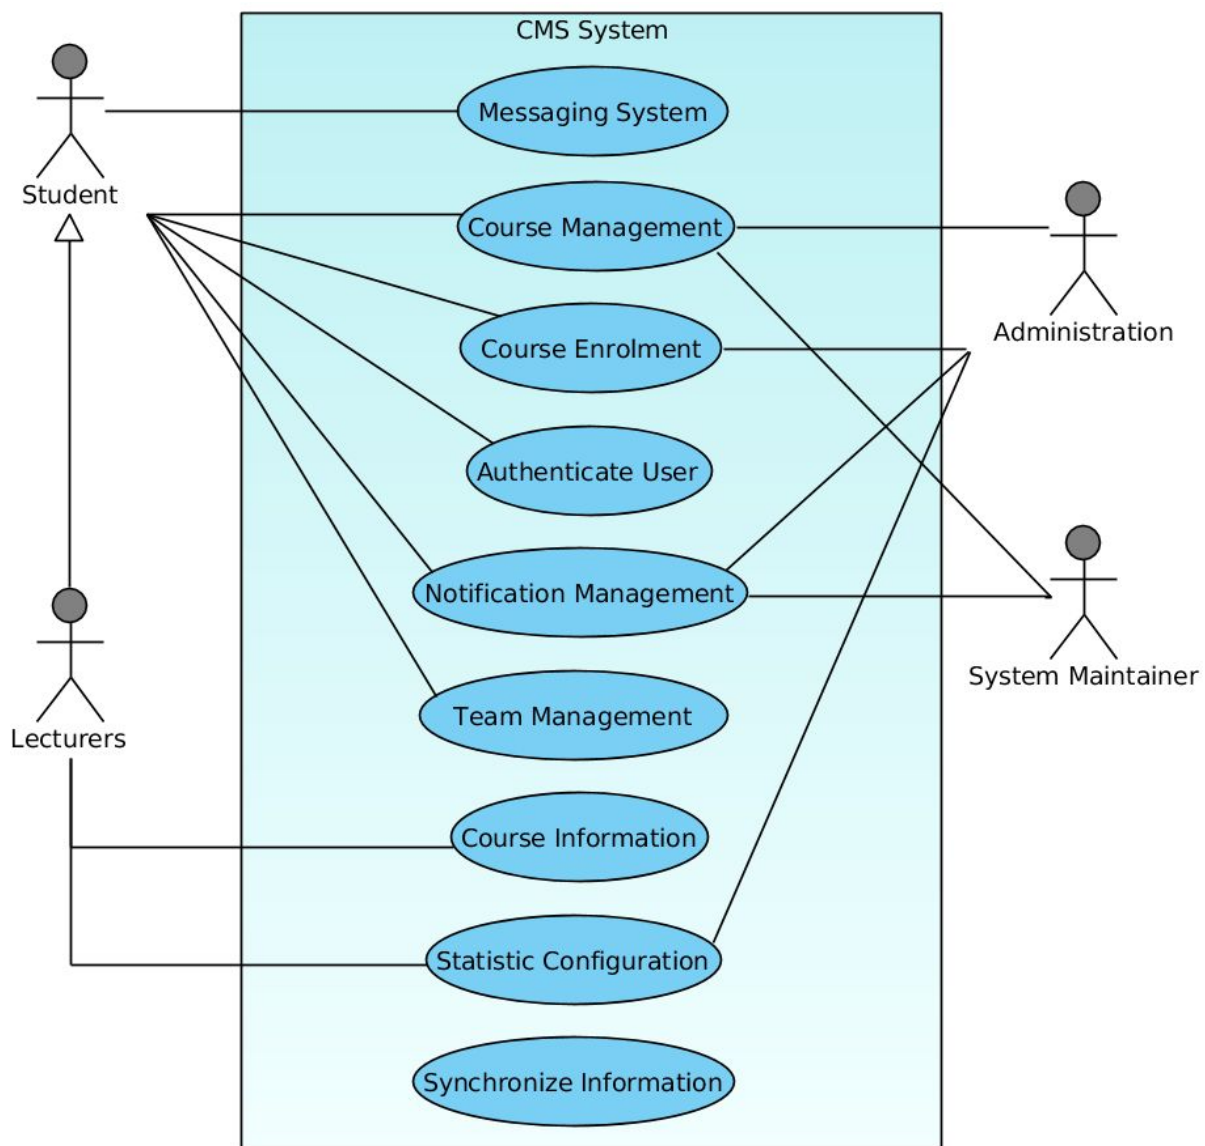 CMS System
Messaging System
Student
Course Management
Administration
Course Enrolment
Authenticate User
Notification Management
System Maintainer
Team Management
Lecturers
Course Information
Statistic Configuration
Synchronize Information